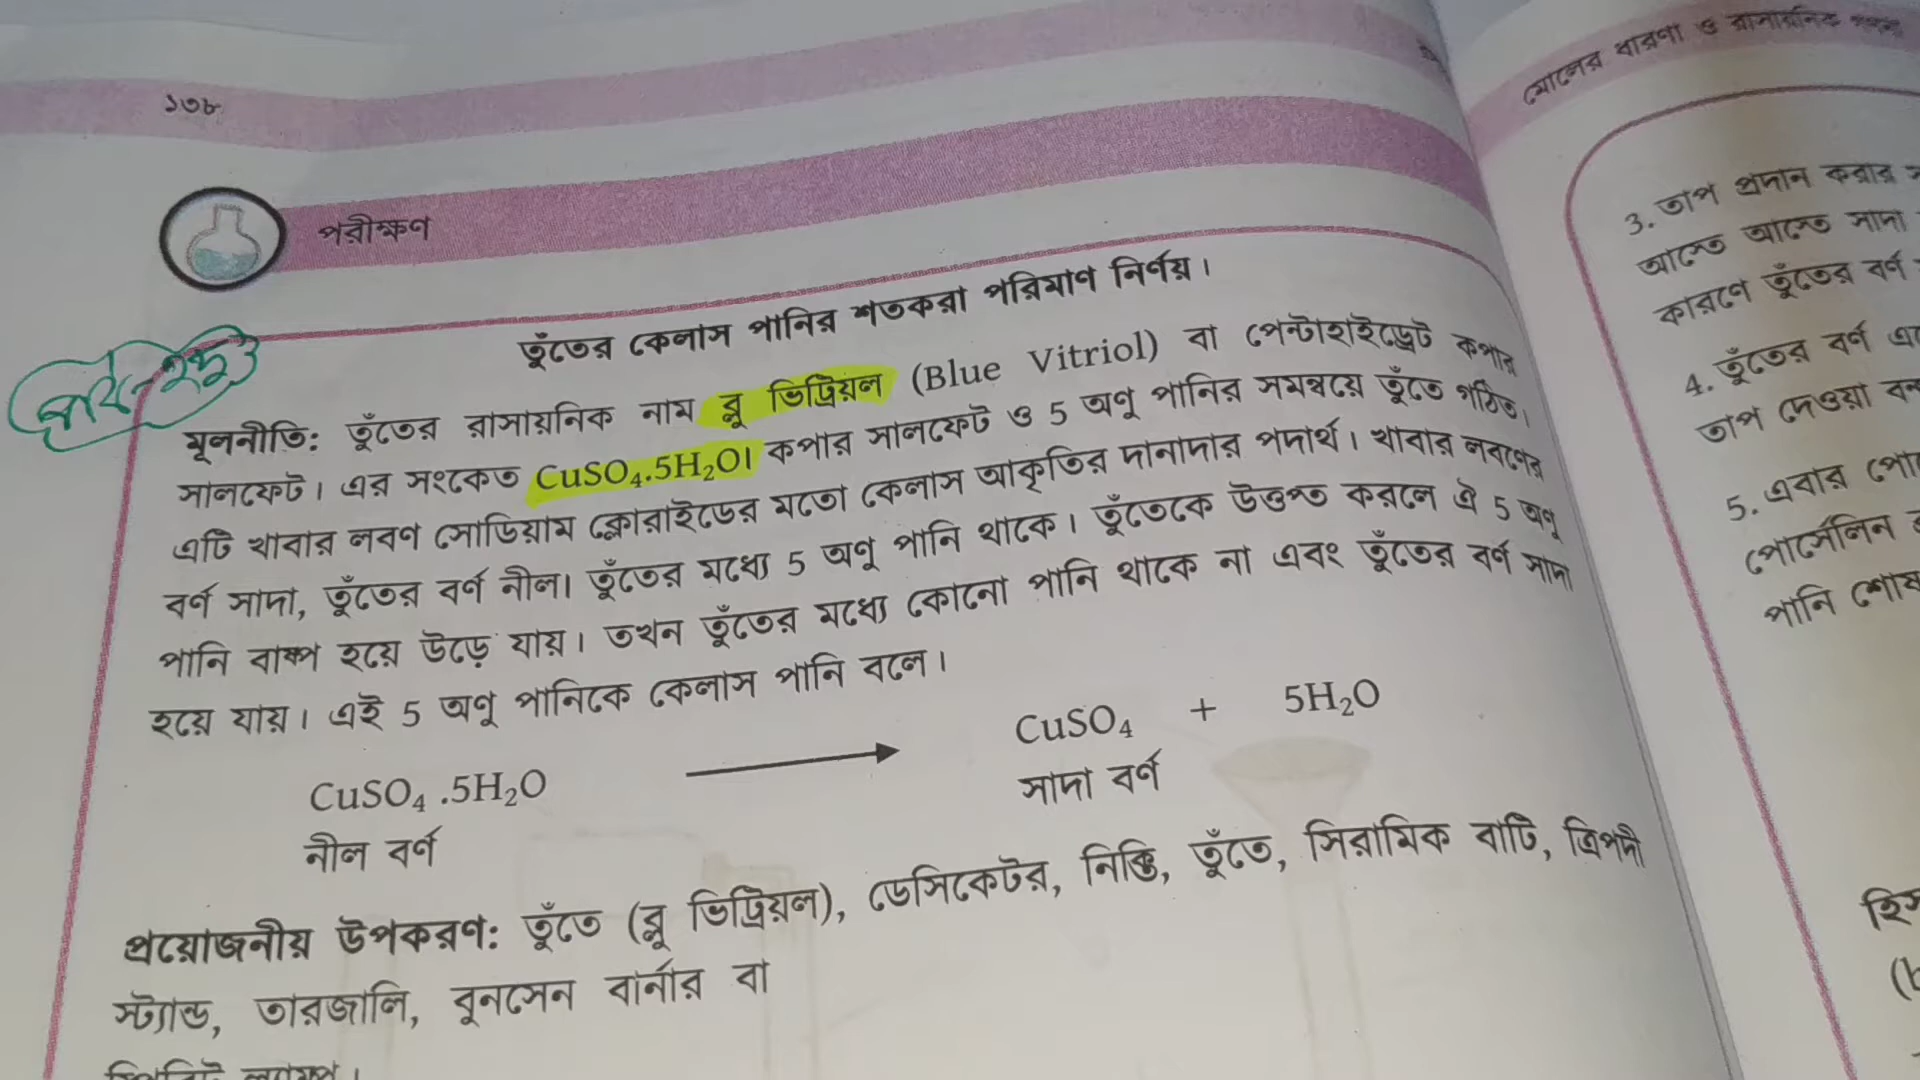 ১৩৮
পরীক্ষণ
তুঁতের কেলাস পানির শতকরা পরিমাণ নির্ণয়।
মূলনীতি: তুঁতের রাসায়নিক নাম ব্লু ভিট্রিয়ল (Blue Vitriol) বা পেন্টাহাইড্রেট কপার
সালফেট। এর সংকেত CuSO₄.5H₂O। কপার সালফেট ও 5 অণু পানির সমন্বয়ে তুঁতে গঠিত।
এটি খাবার লবণ সোডিয়াম ক্লোরাইডের মতো কেলাস আকৃতির দানাদার পদার্থ। খাবার লবণের
বর্ণ সাদা, তুঁতের বর্ণ নীল। তুঁতের মধ্যে 5 অণু পানি থাকে। তুঁতেকে উত্তপ্ত করলে ঐ 5 অণু
পানি বাষ্প হয়ে উড়ে যায়। তখন তুঁতের মধ্যে কোনো পানি থাকে না এবং তুঁতের বর্ণ সাদা
হয়ে যায়। এই 5 অণু পানিকে কেলাস পানি বলে।
CuSO₄ .5H₂O ⟶ CuSO₄ + 5H₂O
নীল বর্ণ সাদা বর্ণ
প্রয়োজনীয় উপকরণ: তুঁতে (ব্লু ভিট্রিয়ল), ডেসিকেটর, নিক্তি, তুঁতে, সিরামিক বাটি, ত্রিপদী
স্ট্যান্ড, তারজালি, বুনসেন বার্নার বা
স্পিরিট ল্যাম্প।
মোলের ধারণা ও রাসায়নিক
3. তাপ প্রদান করার
আস্তে আস্তে সাদা
কারণে তুঁতের বর্ণ
4. তুঁতের বর্ণ
তাপ দেওয়া
5. এবার
পোর্সেলিন
পানি